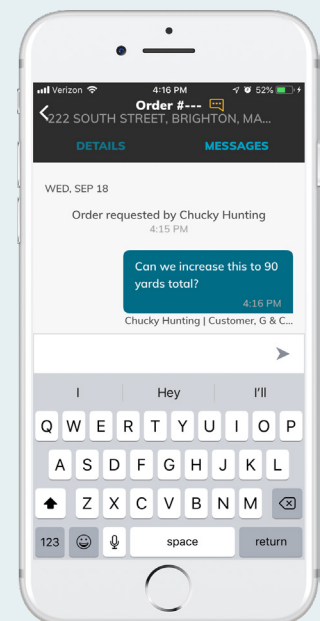 Verizon 4:16 PM 52%
Order #---
222 SOUTH STREET, BRIGHTON, MA...
DETAILS MESSAGES
WED, SEP 18
Order requested by Chucky Hunting
4:15 PM
Can we increase this to 90
yards total?
4:16 PM
Chucky Hunting | Customer, G & C...
I Hey I'll
Q W E R T Y U I O P
A S D F G H J K L
Z X C V B N M
123 space return